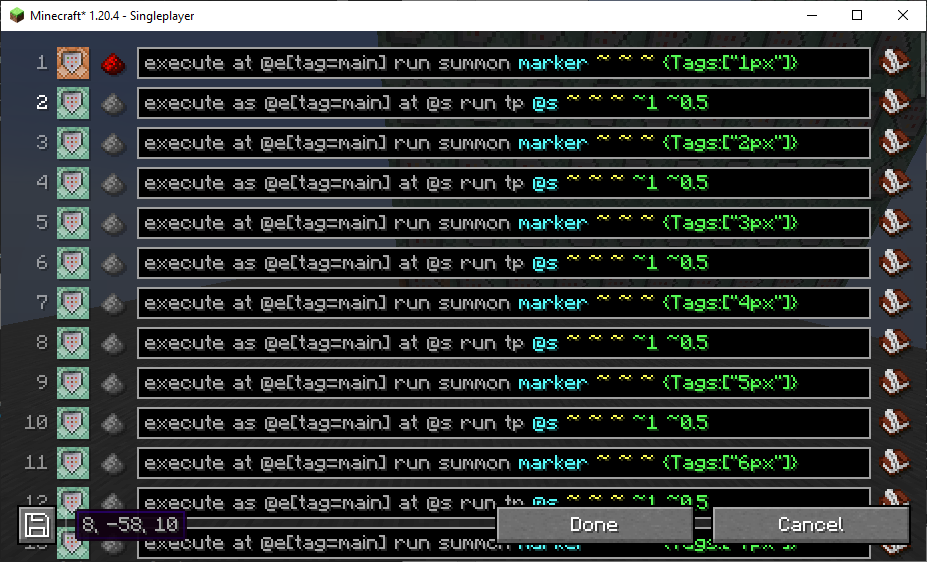 Minecraft* 1.20.4 - Singleplayer
1 execute at @e[tag=main] run summon marker ~ ~ ~ {Tags:["1px"]}
2 execute as @e[tag=main] at @s run tp @s ~ ~ ~ ~1 ~0.5
3 execute at @e[tag=main] run summon marker ~ ~ ~ {Tags:["2px"]}
4 execute as @e[tag=main] at @s run tp @s ~ ~ ~ ~1 ~0.5
5 execute at @e[tag=main] run summon marker ~ ~ ~ {Tags:["3px"]}
6 execute as @e[tag=main] at @s run tp @s ~ ~ ~ ~1 ~0.5
7 execute at @e[tag=main] run summon marker ~ ~ ~ {Tags:["4px"]}
8 execute as @e[tag=main] at @s run tp @s ~ ~ ~ ~1 ~0.5
9 execute at @e[tag=main] run summon marker ~ ~ ~ {Tags:["5px"]}
10 execute as @e[tag=main] at @s run tp @s ~ ~ ~ ~1 ~0.5
11 execute at @e[tag=main] run summon marker ~ ~ ~ {Tags:["6px"]}
12 execute as @e[tag=main] at @s run tp @s ~ ~ ~ ~1 ~0.5
8, -58, 10 Done Cancel
13 execute at @e[tag=main] run summon